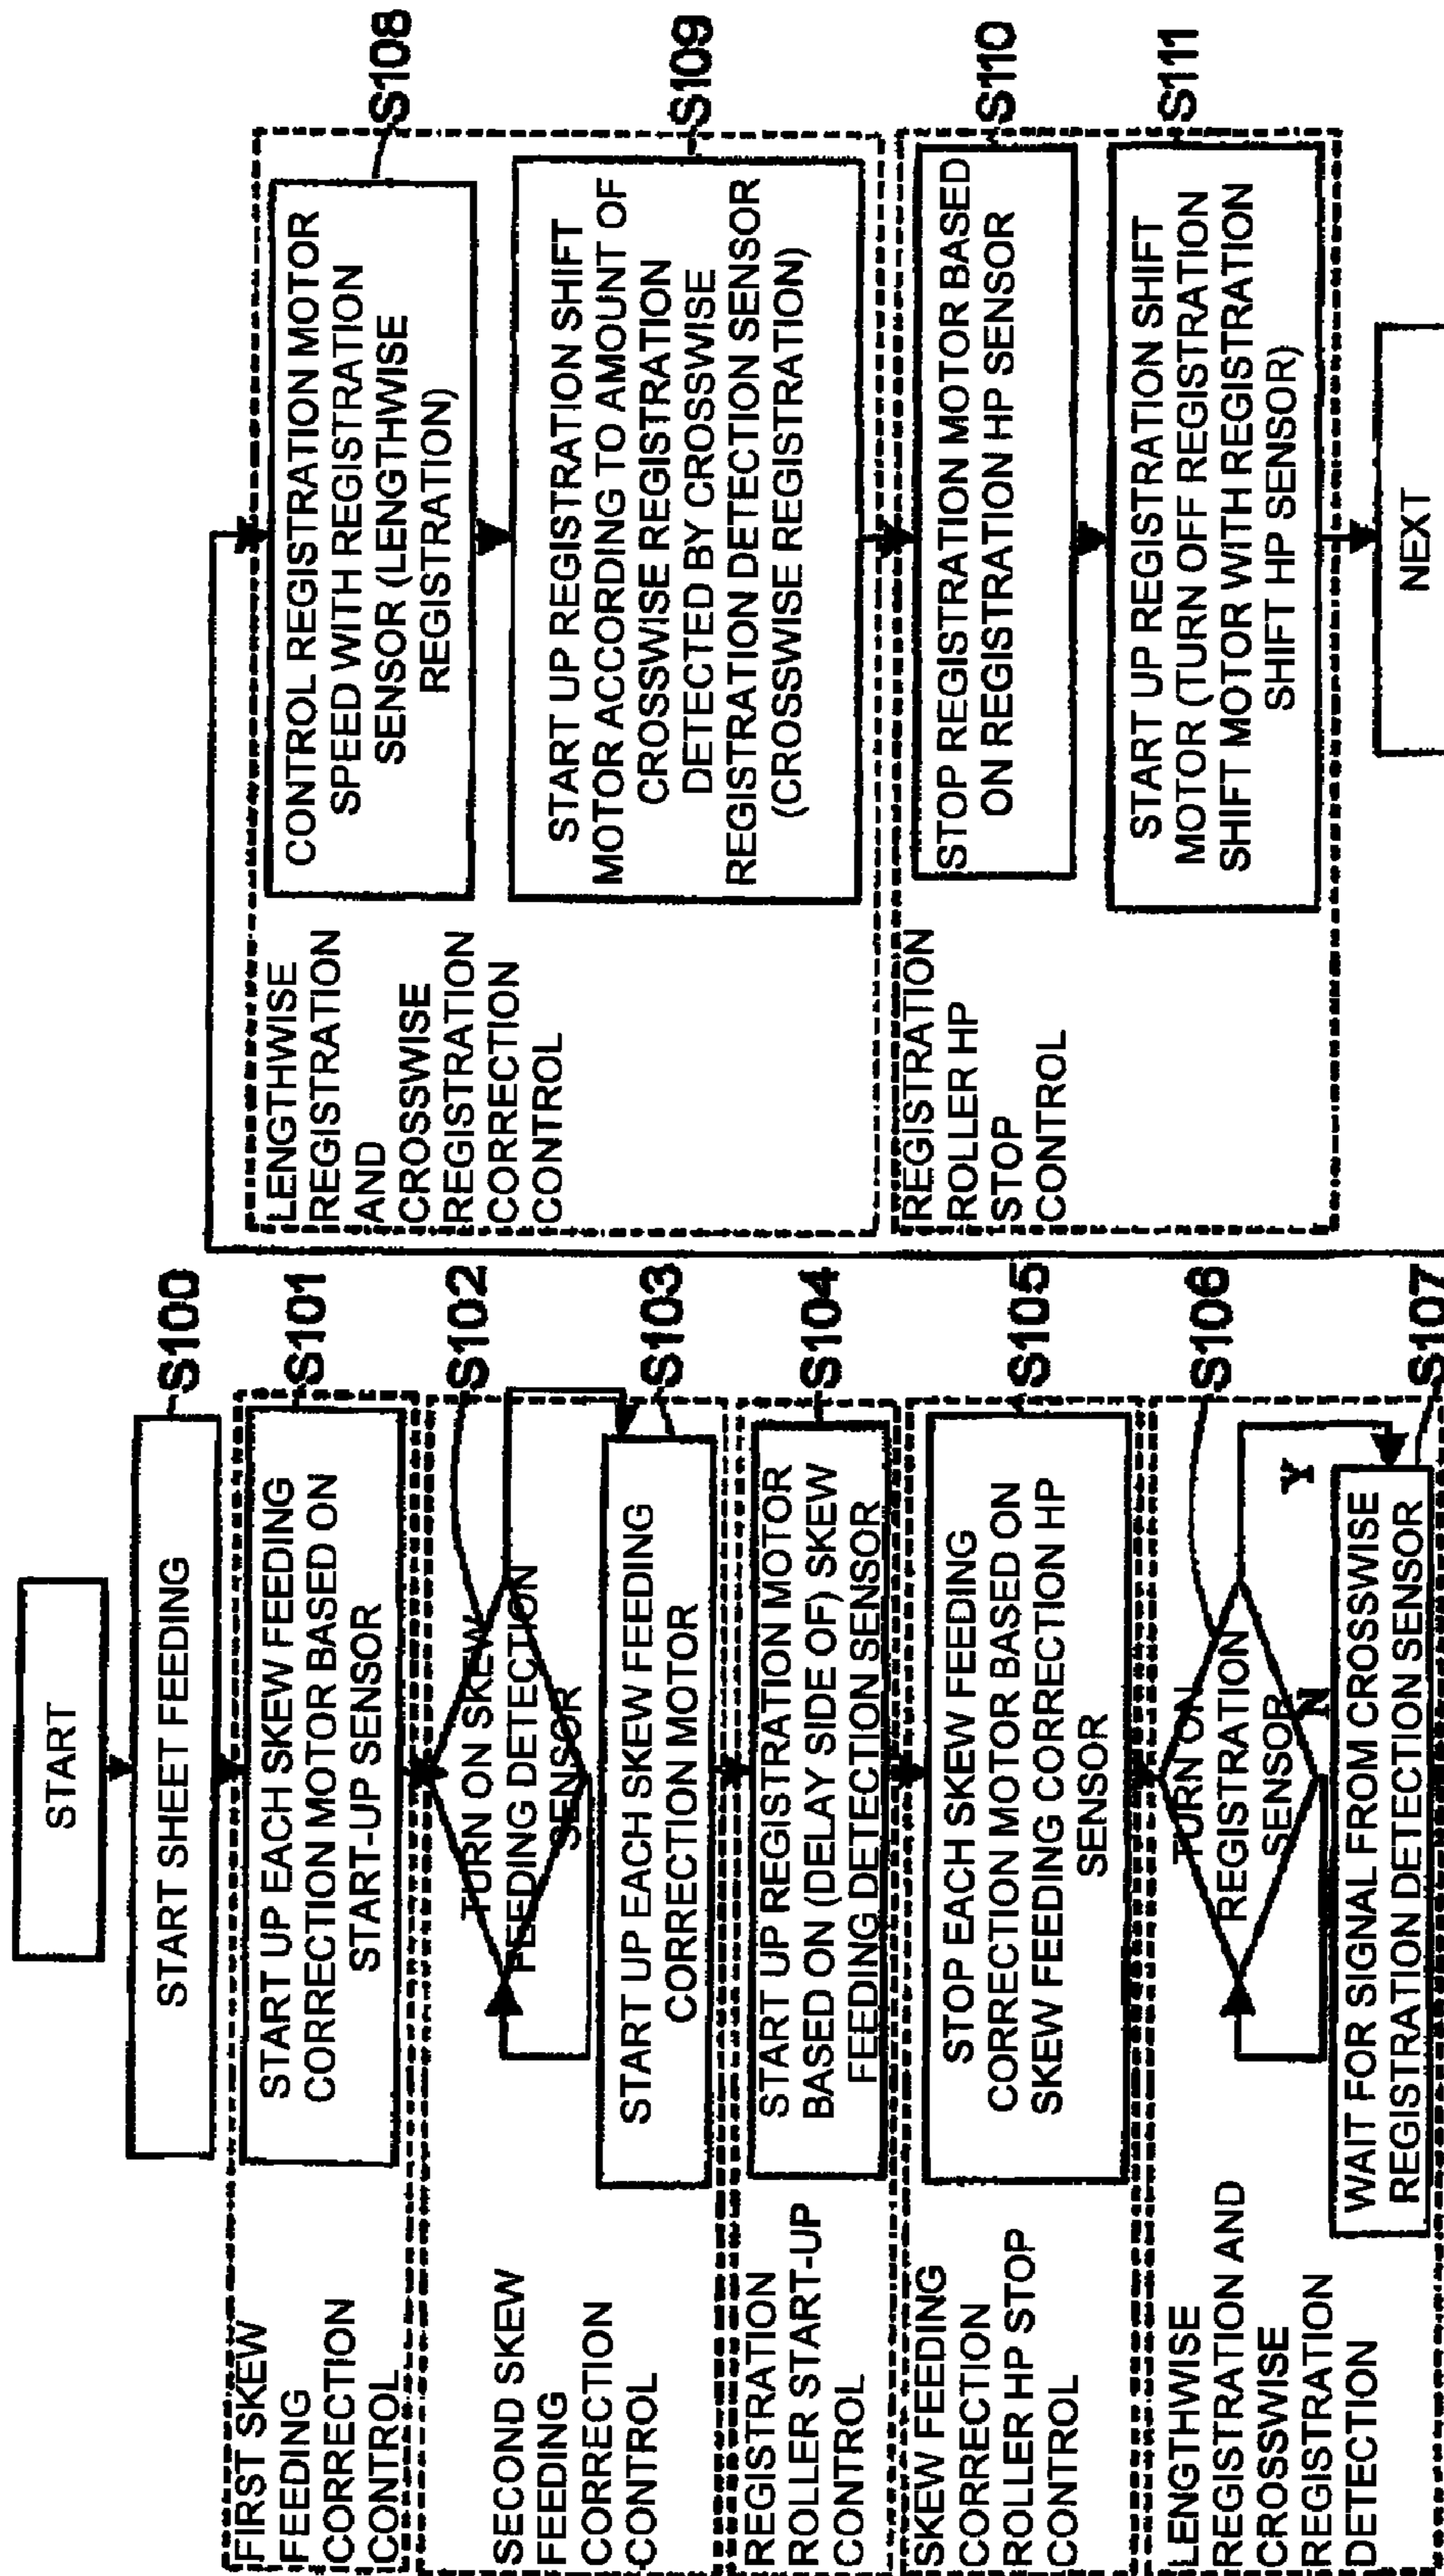 START
START SHEET FEEDING
S100
FIRST SKEW
FEEDING
CORRECTION
CONTROL
START UP EACH SKEW FEEDING
CORRECTION MOTOR BASED ON
START-UP SENSOR
S101
SECOND SKEW
FEEDING
CORRECTION
CONTROL
TURN ON SKEW
FEEDING DETECTION
SENSOR
S102
START UP EACH SKEW FEEDING
CORRECTION MOTOR
S103
REGISTRATION
ROLLER START-UP
CONTROL
START UP REGISTRATION MOTOR
BASED ON (DELAY SIDE OF) SKEW
FEEDING DETECTION SENSOR
S104
SKEW FEEDING
CORRECTION
ROLLER HP STOP
CONTROL
STOP EACH SKEW FEEDING
CORRECTION MOTOR BASED ON
SKEW FEEDING CORRECTION HP
SENSOR
S105
LENGTHWISE
REGISTRATION AND
CROSSWISE
REGISTRATION
DETECTION
TURN ON
REGISTRATION
SENSOR
S106
N
Y
WAIT FOR SIGNAL FROM CROSSWISE
REGISTRATION DETECTION SENSOR
S107
LENGTHWISE
REGISTRATION
AND
CROSSWISE
REGISTRATION
CORRECTION
CONTROL
CONTROL REGISTRATION MOTOR
SPEED WITH REGISTRATION
SENSOR (LENGTHWISE
REGISTRATION)
S108
START UP REGISTRATION SHIFT
MOTOR ACCORDING TO AMOUNT OF
CROSSWISE REGISTRATION
DETECTED BY CROSSWISE
REGISTRATION DETECTION SENSOR
(CROSSWISE REGISTRATION)
S109
REGISTRATION
ROLLER HP
STOP
CONTROL
STOP REGISTRATION MOTOR BASED
ON REGISTRATION HP SENSOR
S110
START UP REGISTRATION SHIFT
MOTOR (TURN OFF REGISTRATION
SHIFT MOTOR WITH REGISTRATION
SHIFT HP SENSOR)
S111
NEXT